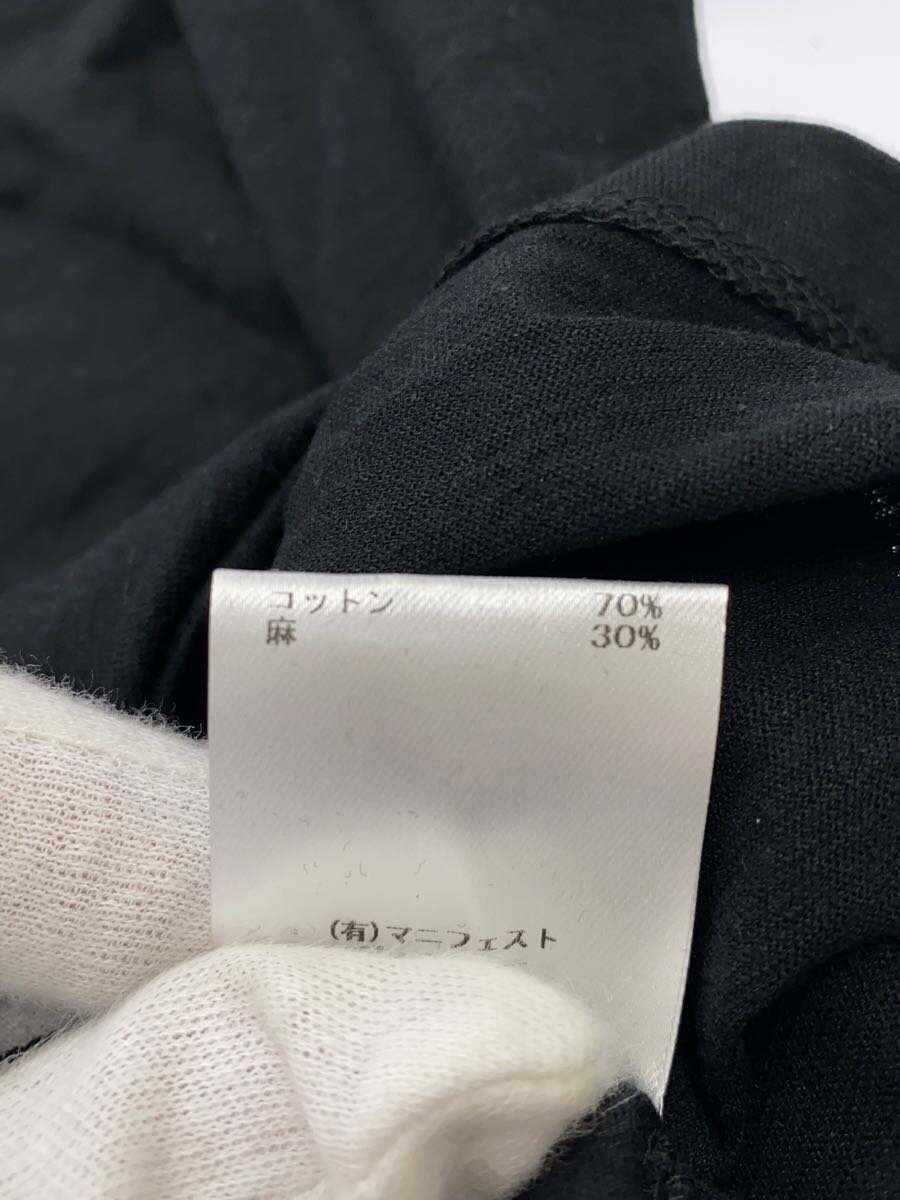 コットン 70%
麻 30%
(有)マニフェスト